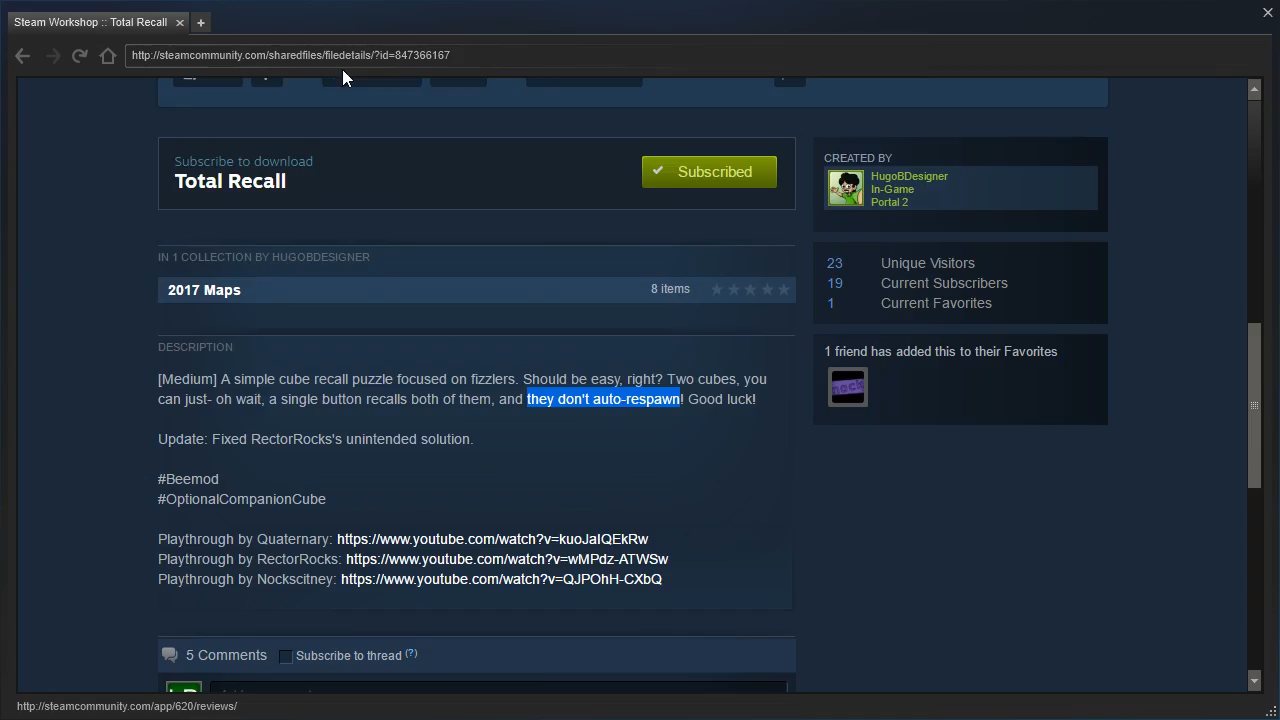 Steam Workshop :: Total Recall
http://steamcommunity.com/sharedfiles/filedetails/?id=847366167
Subscribe to download
Total Recall
Subscribed
CREATED BY
HugoBDesigner
In-Game
Portal 2
IN 1 COLLECTION BY HUGOBDESIGNER
2017 Maps
8 items
23 Unique Visitors
19 Current Subscribers
1 Current Favorites
1 friend has added this to their Favorites
DESCRIPTION
[Medium] A simple cube recall puzzle focused on fizzlers. Should be easy, right? Two cubes, you
can just- oh wait, a single button recalls both of them, and they don't auto-respawn! Good luck!
Update: Fixed RectorRocks's unintended solution.
#Beemod
#OptionalCompanionCube
Playthrough by Quaternary: https://www.youtube.com/watch?v=kuoJaIQEkRw
Playthrough by RectorRocks: https://www.youtube.com/watch?v=wMPdz-ATWSw
Playthrough by Nockscitney: https://www.youtube.com/watch?v=QJPOhH-CXbQ
5 Comments
Subscribe to thread (?)
http://steamcommunity.com/app/620/reviews/